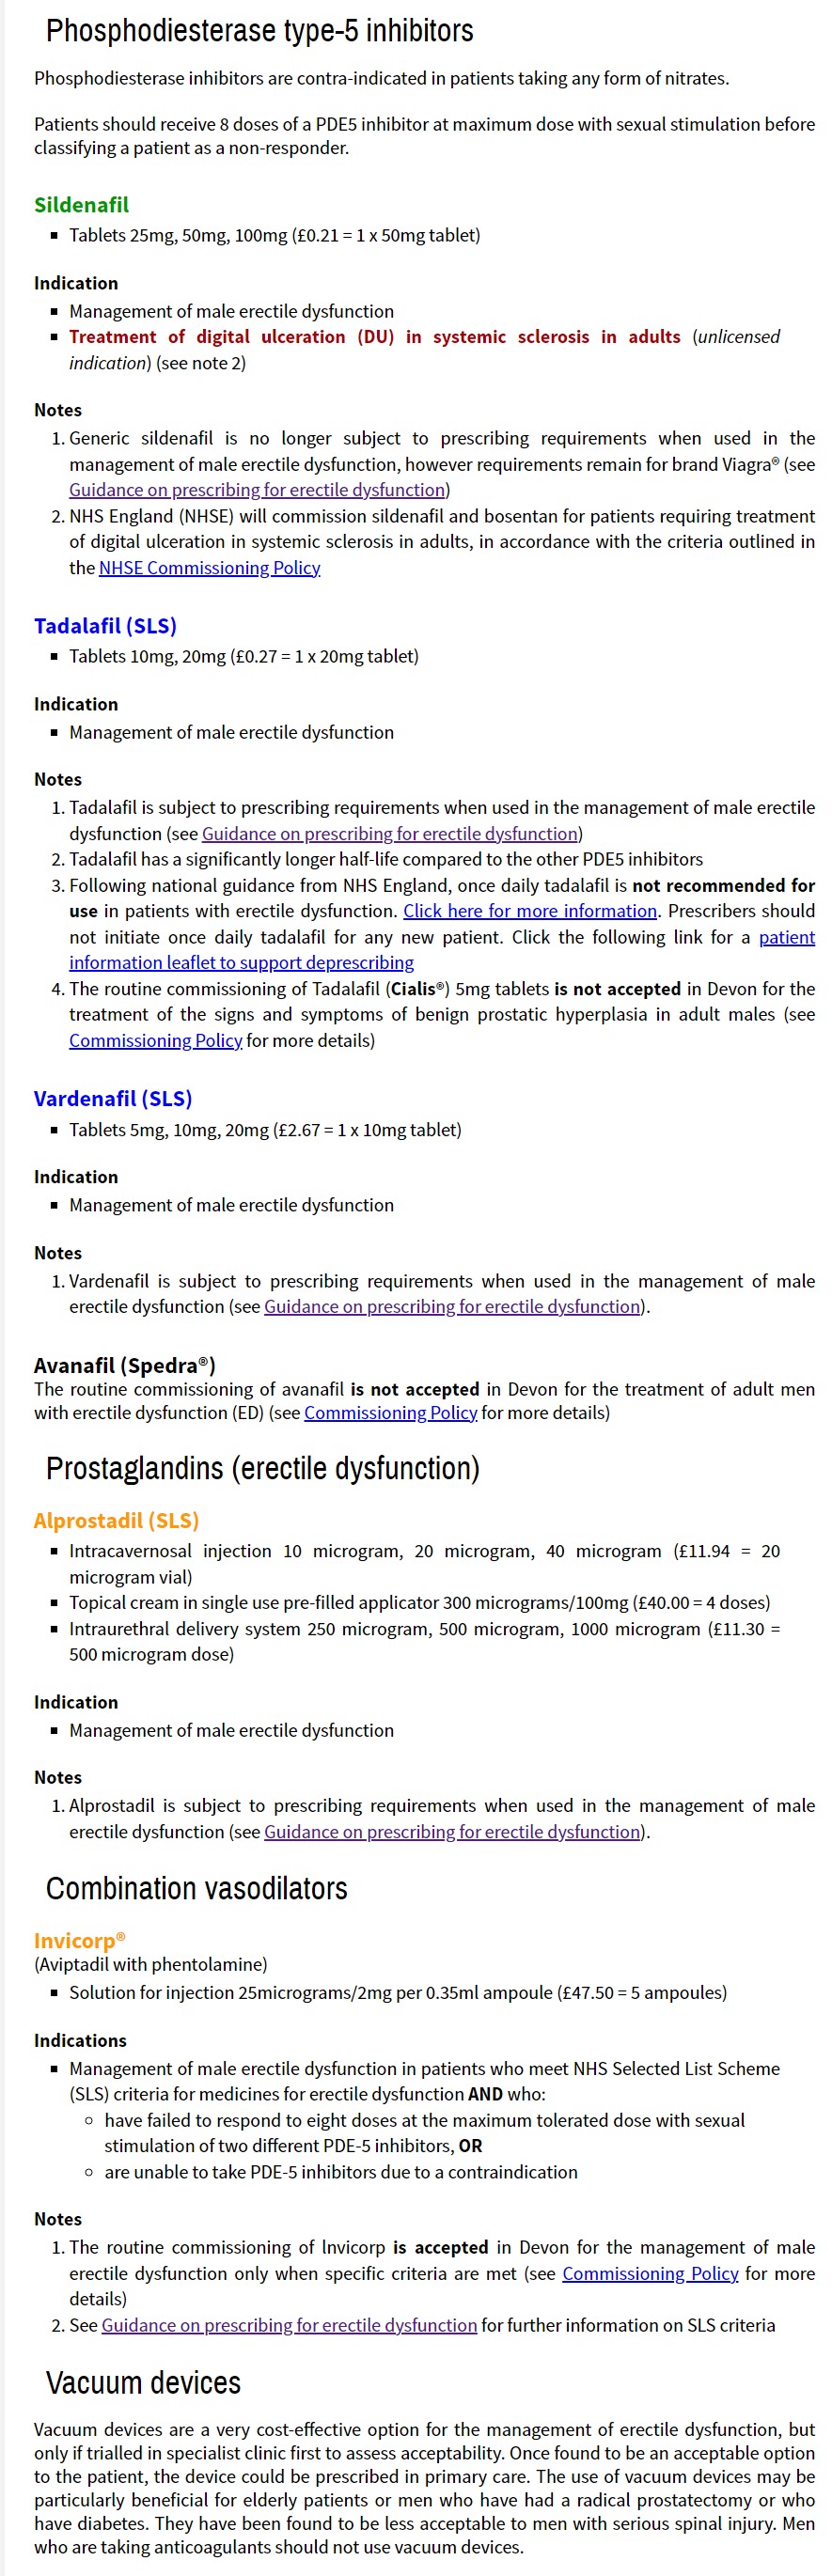 Phosphodiesterase type-5 inhibitors
Phosphodiesterase inhibitors are contra-indicated in patients taking any form of nitrates.
Patients should receive 8 doses of a PDE5 inhibitor at maximum dose with sexual stimulation before
classifying a patient as a non-responder.
Sildenafil
▪ Tablets 25mg, 50mg, 100mg (£0.21 = 1 x 50mg tablet)
Indication
▪ Management of male erectile dysfunction
▪ Treatment of digital ulceration (DU) in systemic sclerosis in adults (unlicensed
indication) (see note 2)
Notes
1. Generic sildenafil is no longer subject to prescribing requirements when used in the
management of male erectile dysfunction, however requirements remain for brand Viagra® (see
Guidance on prescribing for erectile dysfunction)
2. NHS England (NHSE) will commission sildenafil and bosentan for patients requiring treatment
of digital ulceration in systemic sclerosis in adults, in accordance with the criteria outlined in
the NHSE Commissioning Policy
Tadalafil (SLS)
▪ Tablets 10mg, 20mg (£0.27 = 1 x 20mg tablet)
Indication
▪ Management of male erectile dysfunction
Notes
1. Tadalafil is subject to prescribing requirements when used in the management of male erectile
dysfunction (see Guidance on prescribing for erectile dysfunction)
2. Tadalafil has a significantly longer half-life compared to the other PDE5 inhibitors
3. Following national guidance from NHS England, once daily tadalafil is not recommended for
use in patients with erectile dysfunction. Click here for more information. Prescribers should
not initiate once daily tadalafil for any new patient. Click the following link for a patient
information leaflet to support deprescribing
4. The routine commissioning of Tadalafil (Cialis®) 5mg tablets is not accepted in Devon for the
treatment of the signs and symptoms of benign prostatic hyperplasia in adult males (see
Commissioning Policy for more details)
Vardenafil (SLS)
▪ Tablets 5mg, 10mg, 20mg (£2.67 = 1 x 10mg tablet)
Indication
▪ Management of male erectile dysfunction
Notes
1. Vardenafil is subject to prescribing requirements when used in the management of male
erectile dysfunction (see Guidance on prescribing for erectile dysfunction).
Avanafil (Spedra®)
The routine commissioning of avanafil is not accepted in Devon for the treatment of adult men
with erectile dysfunction (ED) (see Commissioning Policy for more details)
Prostaglandins (erectile dysfunction)
Alprostadil (SLS)
▪ Intracavernosal injection 10 microgram, 20 microgram, 40 microgram (£11.94 = 20
microgram vial)
▪ Topical cream in single use pre-filled applicator 300 micrograms/100mg (£40.00 = 4 doses)
▪ Intraurethral delivery system 250 microgram, 500 microgram, 1000 microgram (£11.30 =
500 microgram dose)
Indication
▪ Management of male erectile dysfunction
Notes
1. Alprostadil is subject to prescribing requirements when used in the management of male
erectile dysfunction (see Guidance on prescribing for erectile dysfunction).
Combination vasodilators
Invicorp®
(Aviptadil with phentolamine)
▪ Solution for injection 25micrograms/2mg per 0.35ml ampoule (£47.50 = 5 ampoules)
Indications
▪ Management of male erectile dysfunction in patients who meet NHS Selected List Scheme
(SLS) criteria for medicines for erectile dysfunction AND who:
○ have failed to respond to eight doses at the maximum tolerated dose with sexual
stimulation of two different PDE-5 inhibitors, OR
○ are unable to take PDE-5 inhibitors due to a contraindication
Notes
1. The routine commissioning of Invicorp is accepted in Devon for the management of male
erectile dysfunction only when specific criteria are met (see Commissioning Policy for more
details)
2. See Guidance on prescribing for erectile dysfunction for further information on SLS criteria
Vacuum devices
Vacuum devices are a very cost-effective option for the management of erectile dysfunction, but
only if trialled in specialist clinic first to assess acceptability. Once found to be an acceptable option
to the patient, the device could be prescribed in primary care. The use of vacuum devices may be
particularly beneficial for elderly patients or men who have had a radical prostatectomy or who
have diabetes. They have been found to be less acceptable to men with serious spinal injury. Men
who are taking anticoagulants should not use vacuum devices.